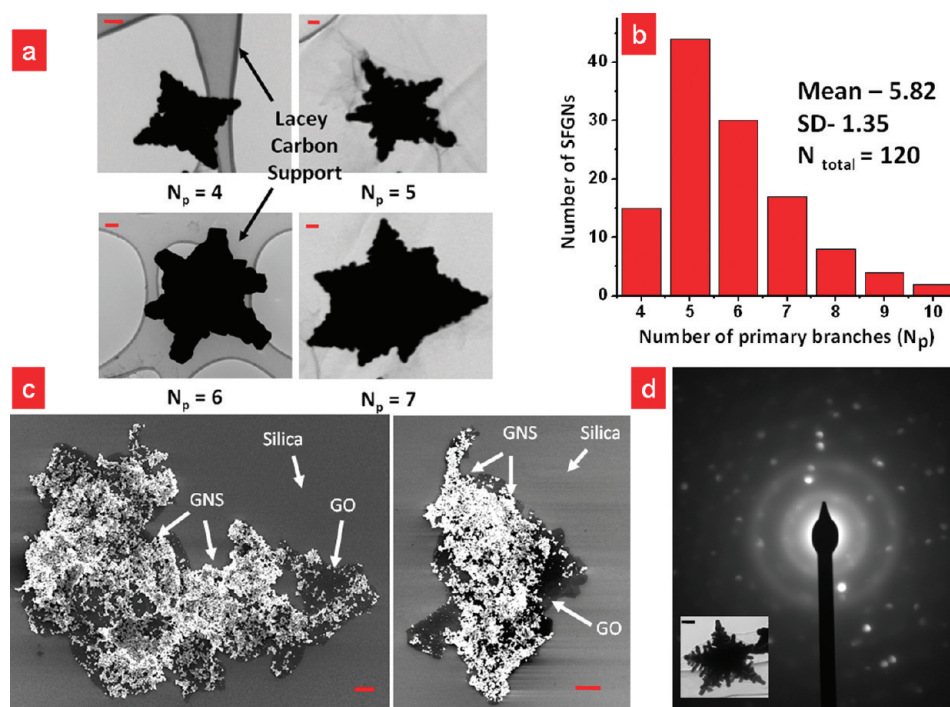 a
Lacey
Carbon
Support
N_p = 4
N_p = 5
N_p = 6
N_p = 7
b
Number of SFGNs
40
30
20
10
0
Mean – 5.82
SD- 1.35
N total = 120
4 5 6 7 8 9 10
Number of primary branches (N_p)
c
Silica
GNS
GO
GNS
Silica
GO
d